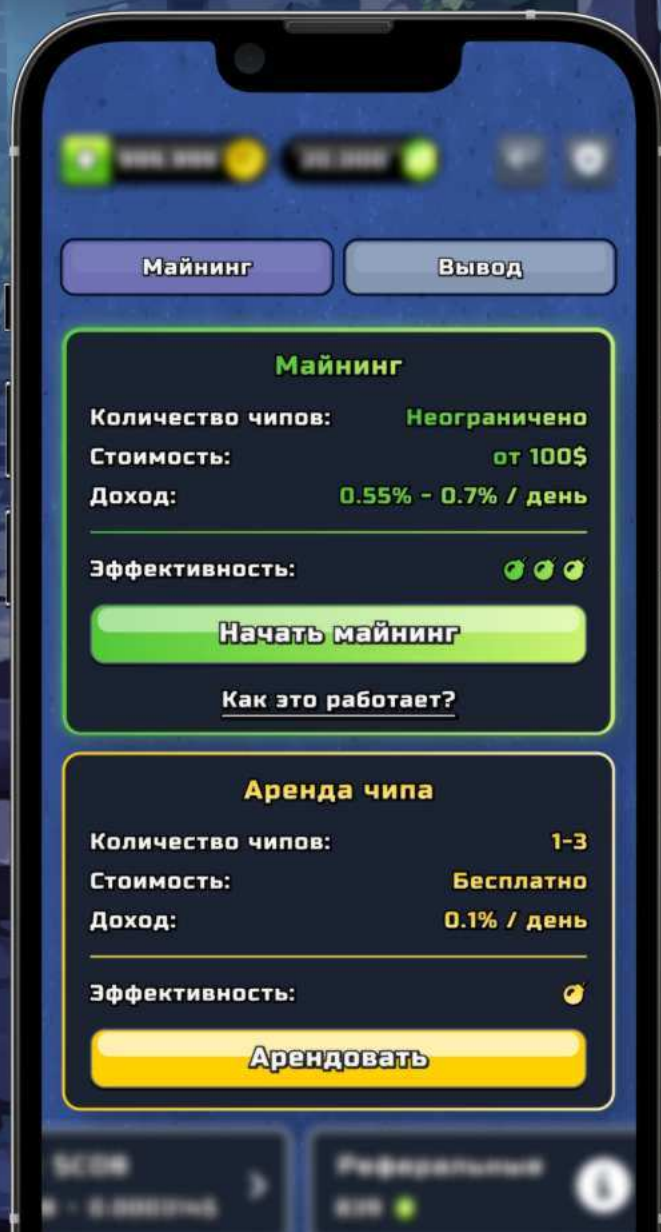 Майнинг
Вывод
Майнинг
Количество чипов: Неограничено
Стоимость: от 100$
Доход: 0.55% - 0.7% / день
Эффективность:
Начать майнинг
Как это работает?
Аренда чипа
Количество чипов: 1-3
Стоимость: Бесплатно
Доход: 0.1% / день
Эффективность:
Арендовать